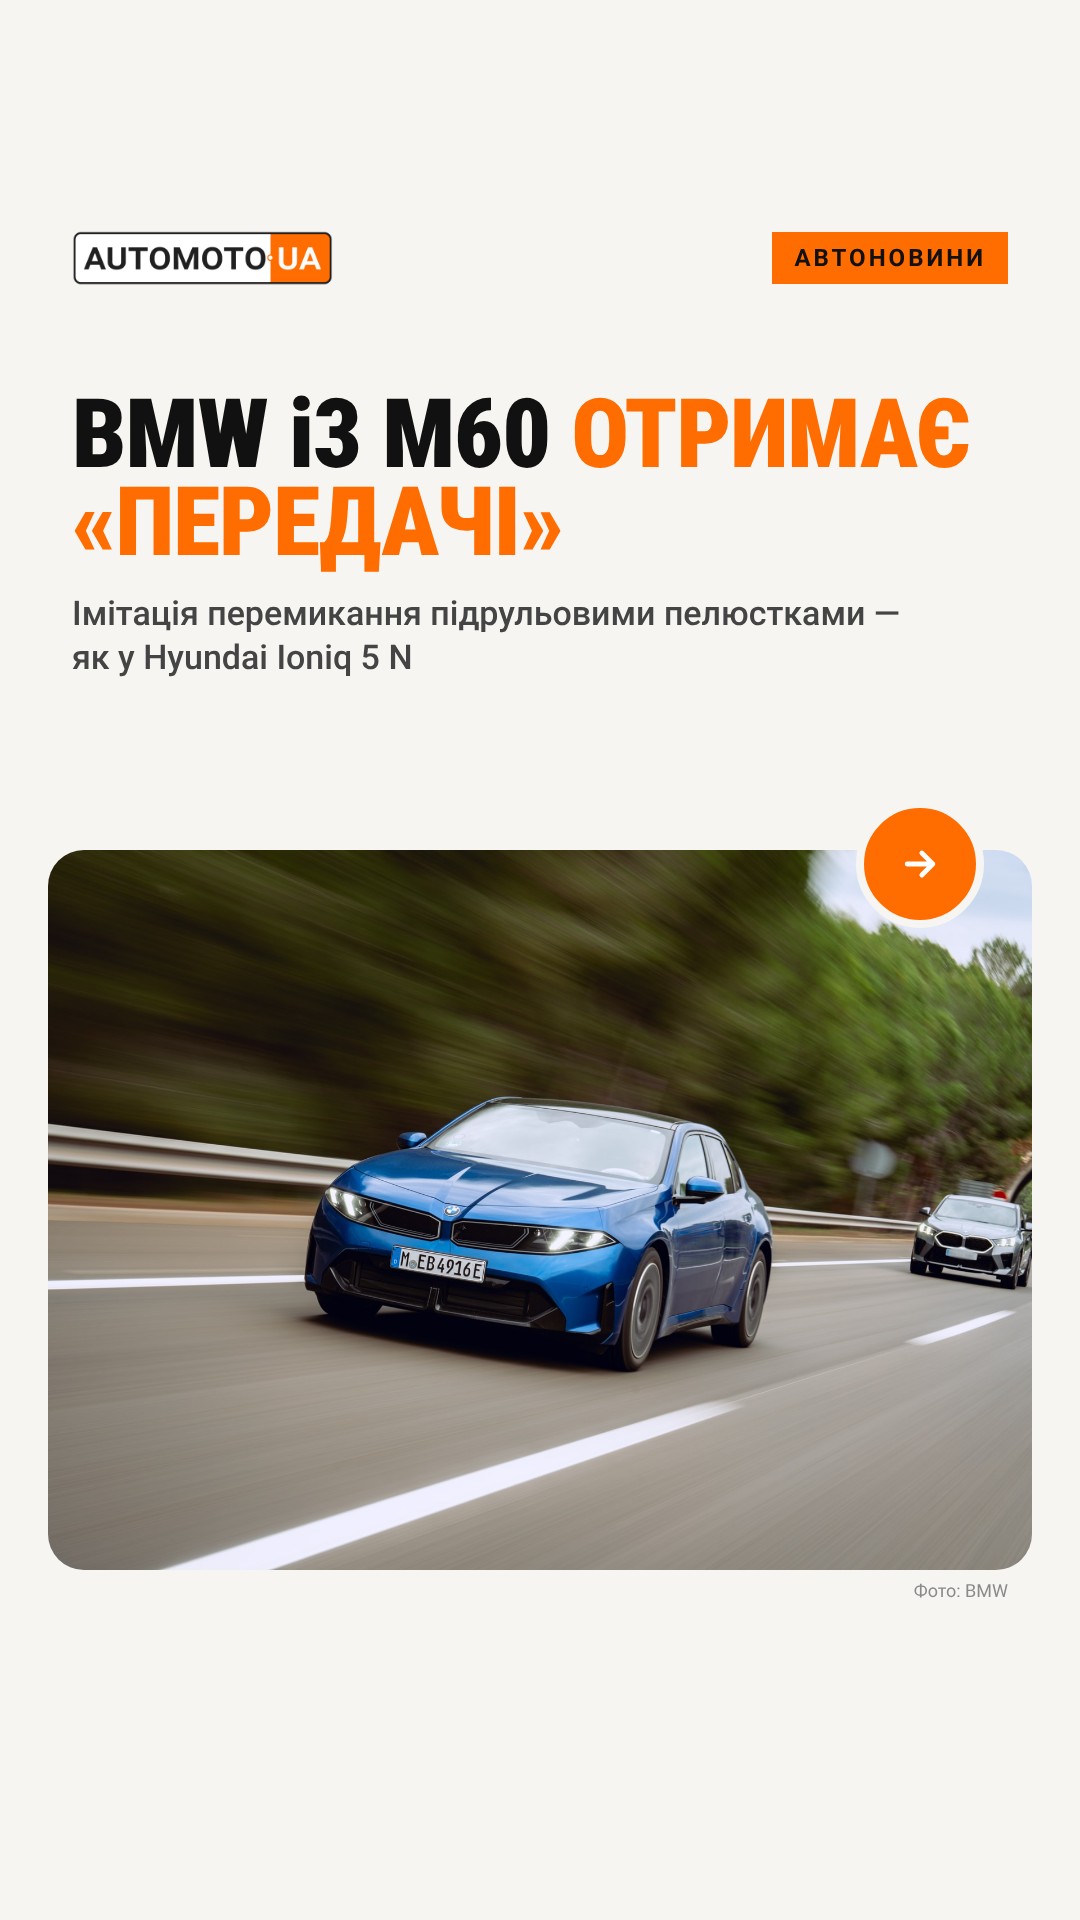 AUTOMOTO UA
АВТОНОВИНИ
BMW i3 M60 ОТРИМАЄ
«ПЕРЕДАЧІ»
Імітація перемикання підрульовими пелюстками —
як у Hyundai Ioniq 5 N
M EB4916E
Фото: BMW